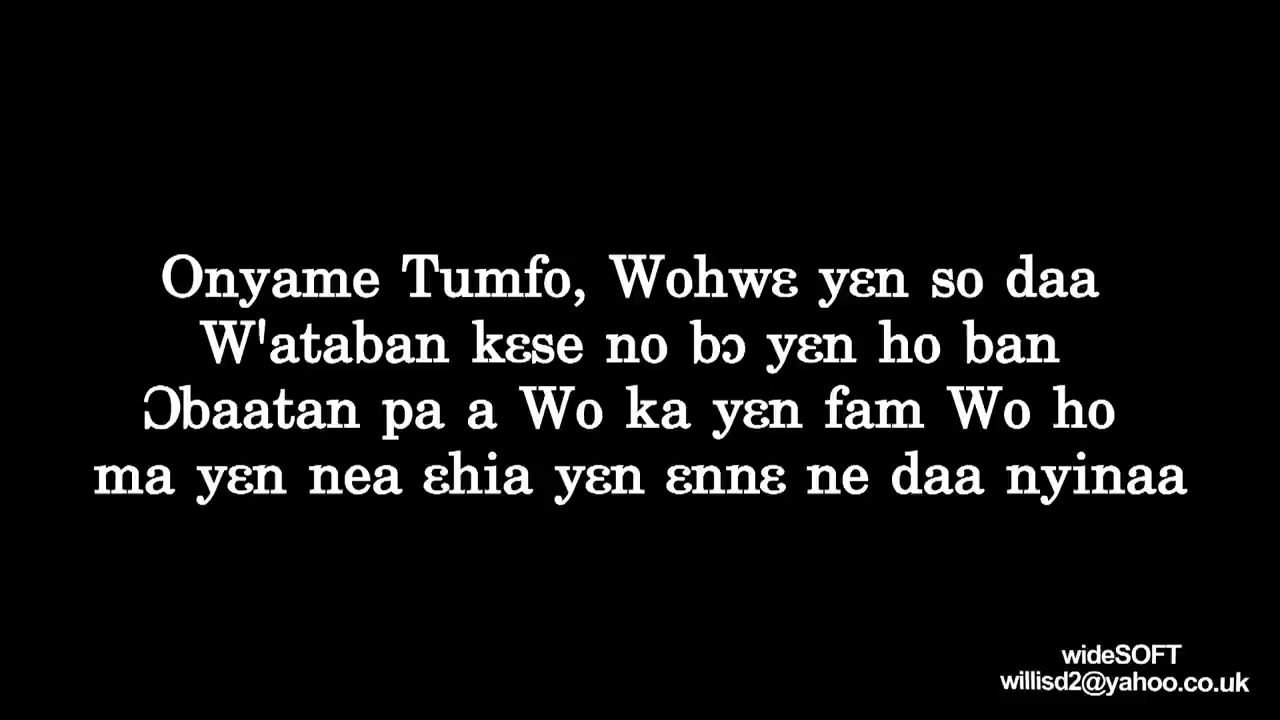 Onyame Tumfo, Wohwɛ yɛn so daa
W'ataban kɛse no bɔ yɛn ho ban
Ɔbaatan pa a Wo ka yɛn fam Wo ho
ma yɛn nea ɛhia yɛn ɛnnɛ ne daa nyinaa
wideSOFT
willisd2@yahoo.co.uk